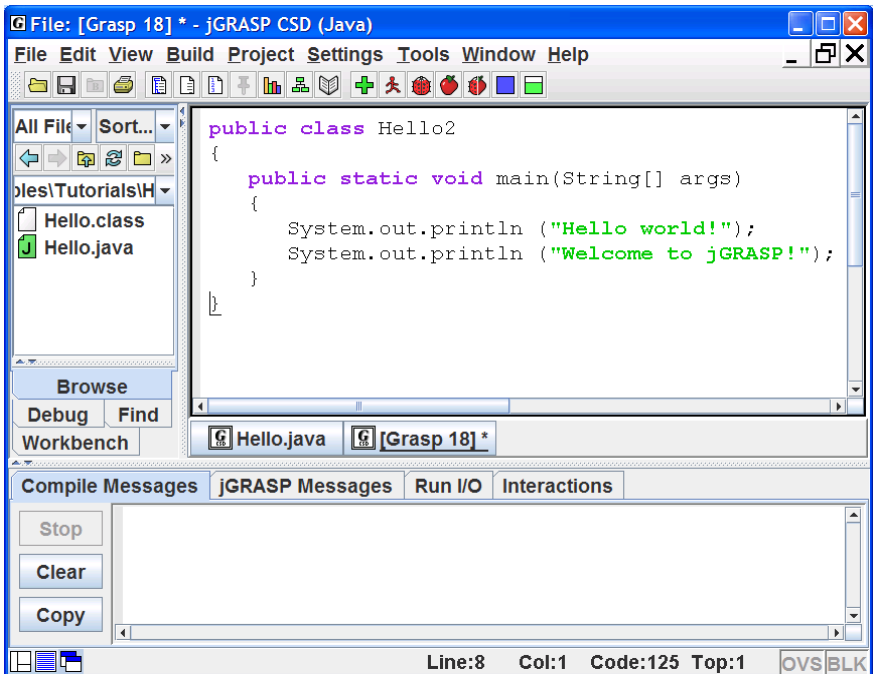 File: [Grasp 18] * - jGRASP CSD (Java)
File Edit View Build Project Settings Tools Window Help
All File Sort...
ples\Tutorials\H
Hello.class
Hello.java
Browse
Debug Find
Workbench
public class Hello2
{
public static void main(String[] args)
{
System.out.println ("Hello world!");
System.out.println ("Welcome to jGRASP!");
}
}
Hello.java [Grasp 18] *
Compile Messages jGRASP Messages Run I/O Interactions
Stop
Clear
Copy
Line:8 Col:1 Code:125 Top:1 OVS BLK